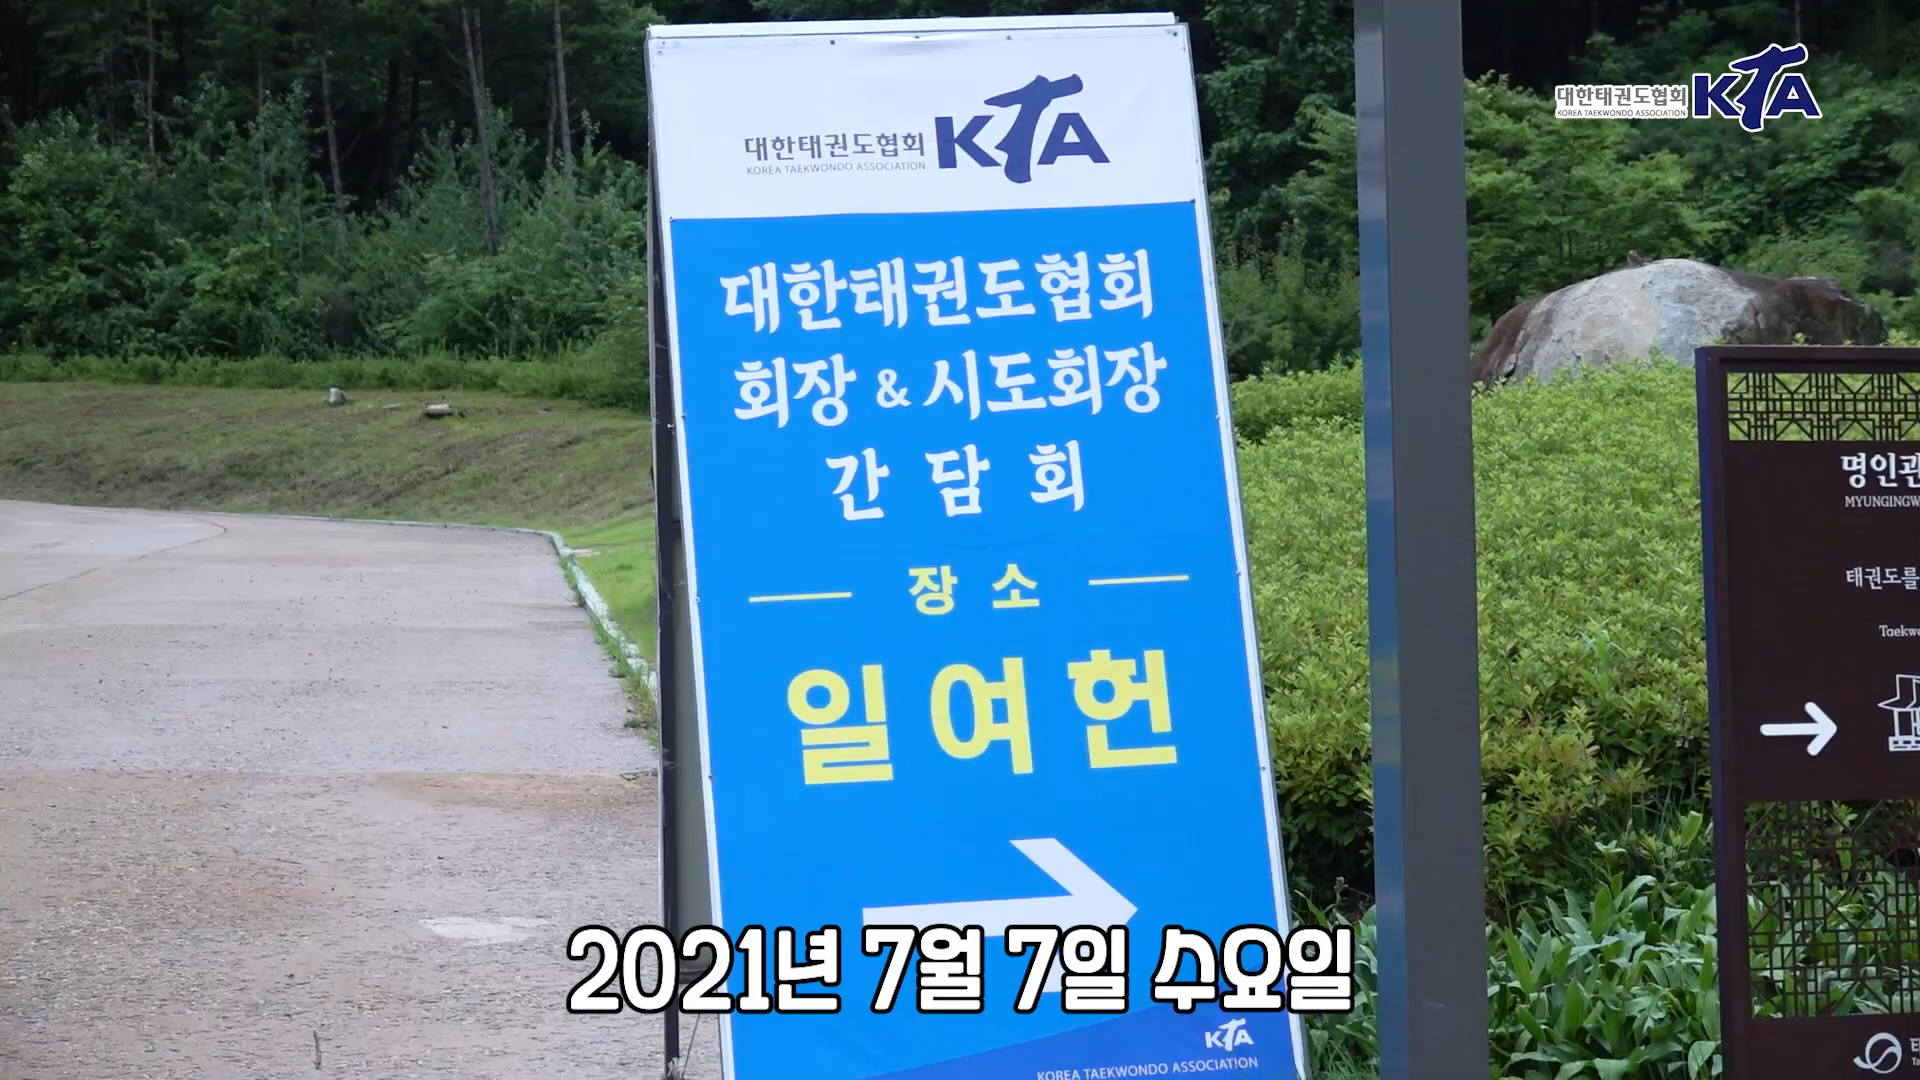 대한태권도협회 KTA
KOREA TAEKWONDO ASSOCIATION
대한태권도협회 KTA
KOREA TAEKWONDO ASSOCIATION
대한태권도협회
회장 & 시도회장
간담회
장소
일여헌
명인관
태권도를
2021년 7월 7일 수요일
KTA
KOREA TAEKWONDO ASSOCIATION